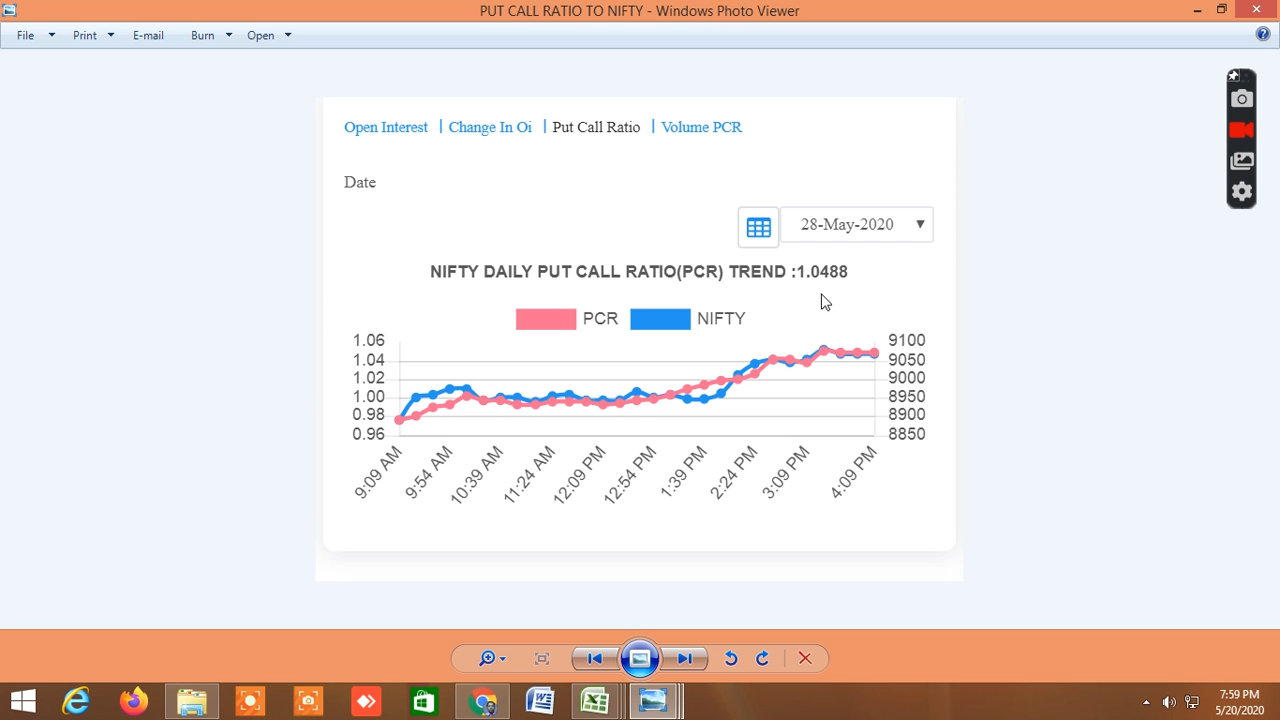 PUT CALL RATIO TO NIFTY - Windows Photo Viewer
File Print E-mail Burn Open
Open Interest | Change In Oi | Put Call Ratio | Volume PCR
Date
28-May-2020
NIFTY DAILY PUT CALL RATIO(PCR) TREND :1.0488
PCR NIFTY
1.06 9100
1.04 9050
1.02 9000
1.00 8950
0.98 8900
0.96 8850
9:09 AM 9:54 AM 10:39 AM 11:24 AM 12:09 PM 12:54 PM 1:39 PM 2:24 PM 3:09 PM 4:09 PM
7:59 PM
5/20/2020